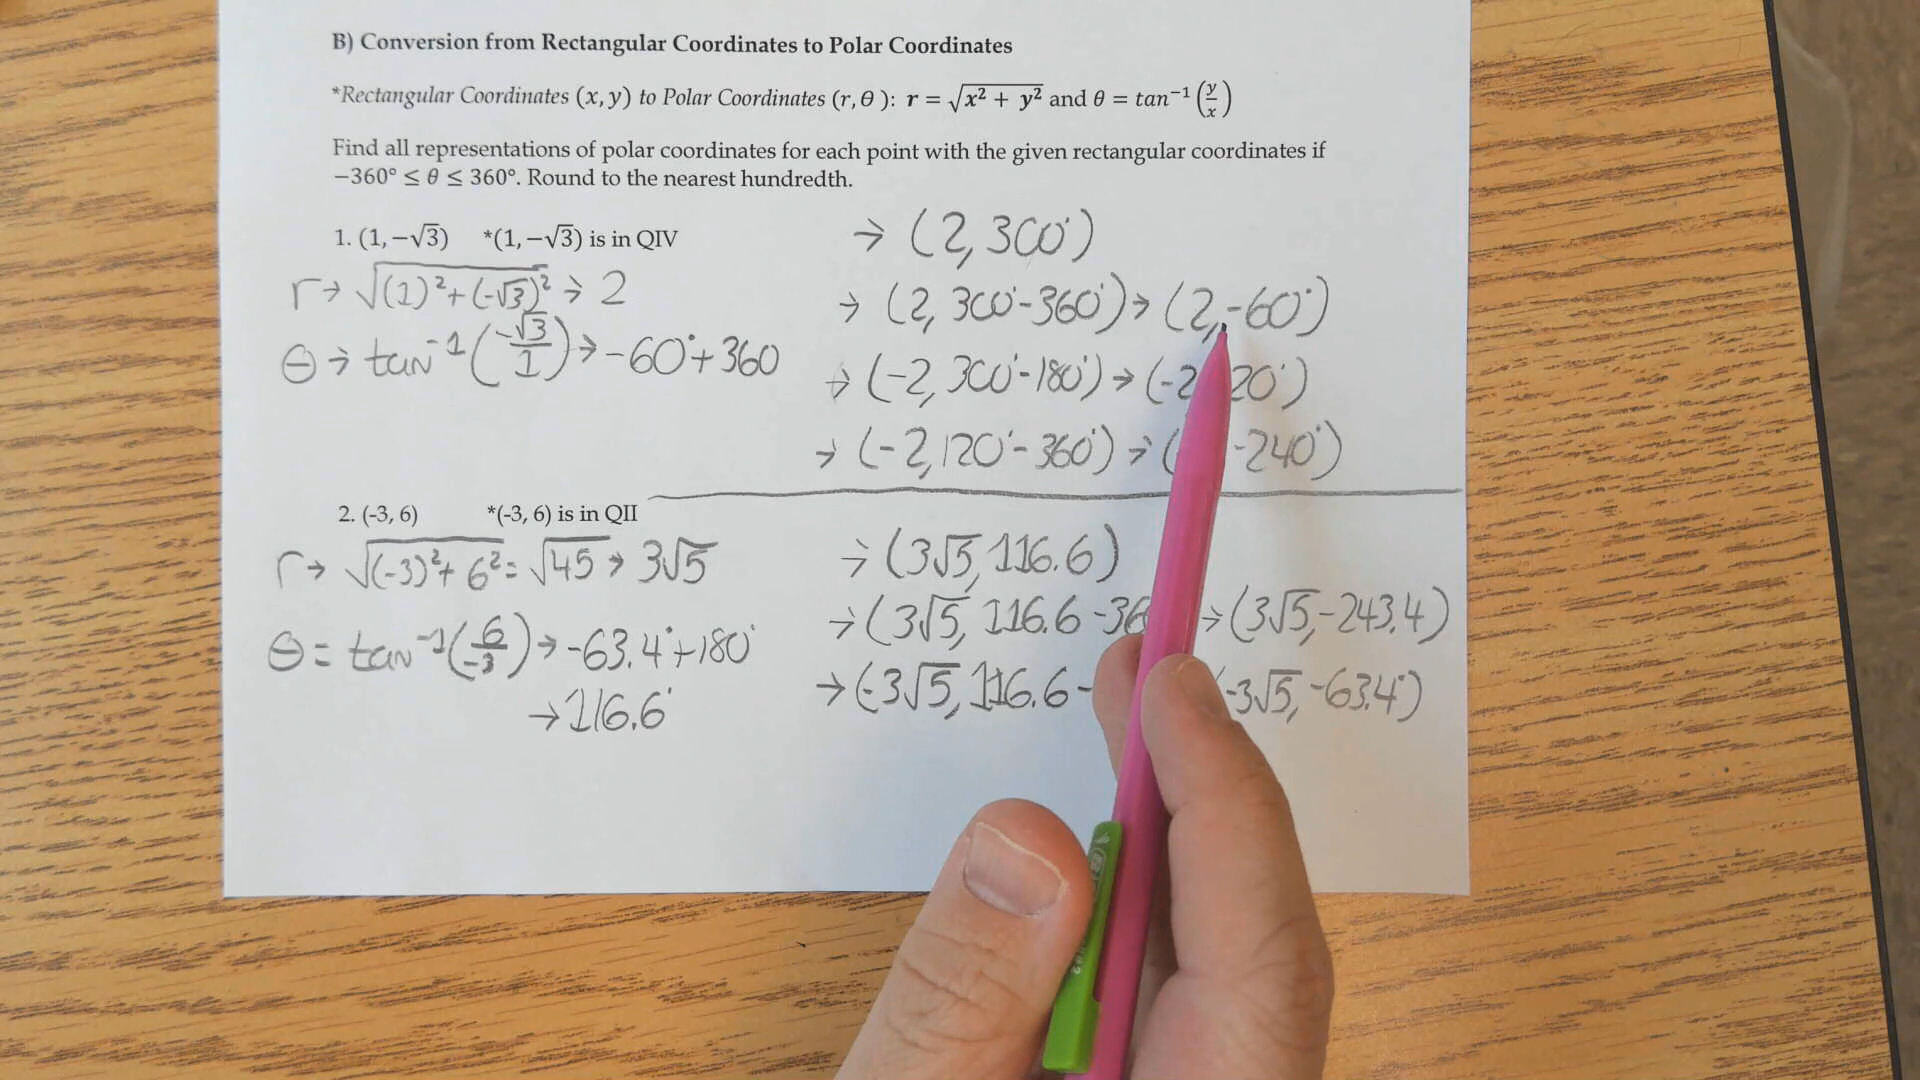 B) Conversion from Rectangular Coordinates to Polar Coordinates
*Rectangular Coordinates (x, y) to Polar Coordinates (r, θ ): r = √x² + y² and θ = tan⁻¹ (y/x)
Find all representations of polar coordinates for each point with the given rectangular coordinates if
−360° ≤ θ ≤ 360°. Round to the nearest hundredth.
1. (1, −√3) *(1, −√3) is in QIV
r → √(1)²+(-√3)² → 2
θ → tan⁻¹(-√3/1) → -60°+360
→ (2, 300°)
→ (2, 300°-360°) → (2, -60°)
→ (-2, 300°-180°) → (-2 20°)
→ (-2, 120°-360°) → ( -240°)
2. (-3, 6) *(-3, 6) is in QII
r → √(-3)²+6² = √45 → 3√5
θ = tan⁻¹(6/-3) → -63.4°+180°
→ 116.6°
→ (3√5, 116.6)
→ (3√5, 116.6 -36 → (3√5, -243.4)
→ (-3√5, 116.6 - (-3√5, -63.4°)